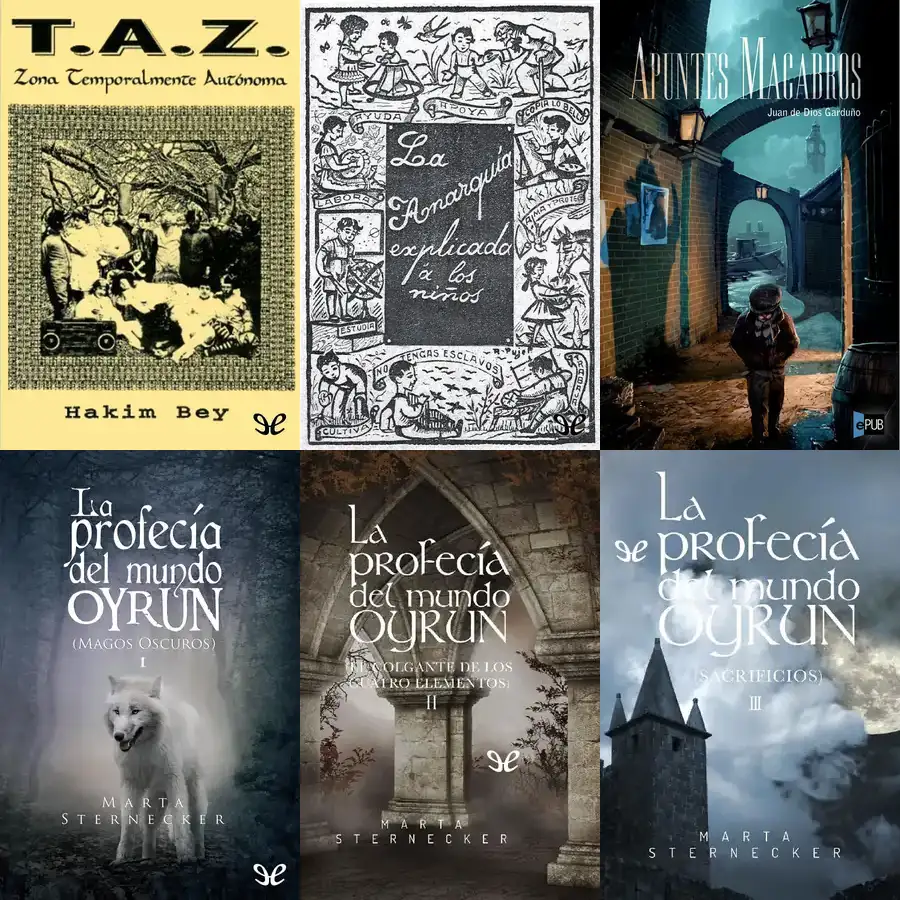 T.A.Z.
Zona Temporalmente Autónoma
Hakim Bey
AYUDA
APOYA
COPIA LO BELLO
LABORA
AMA Y PROTEGE
La
Anarquía
explicada
a los
niños
ESTUDIA
NO TENGAS ESCLAVOS
R. Pujol
CULTIVA
LABRA
APUNTES MACABROS
Juan de Dios Garduño
ePUB
La
profecía
del mundo
OYRUN
(MAGOS OSCUROS)
I
MARTA
STERNECKER
La
profecía
del mundo
OYRUN
(EL COLGANTE DE LOS
CUATRO ELEMENTOS)
II
MARTA
STERNECKER
La
profecía
del mundo
OYRUN
(SACRIFICIOS)
III
MARTA
STERNECKER